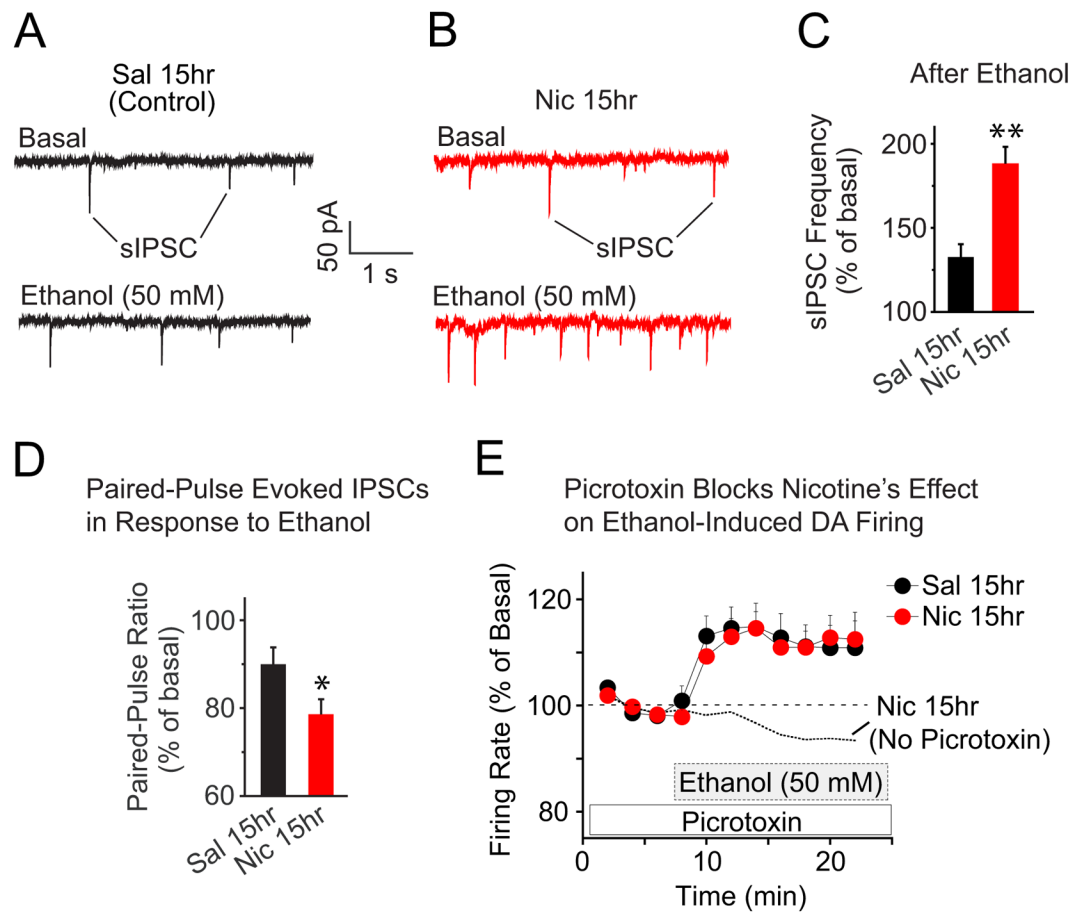 A
Sal 15hr
(Control)
Basal
sIPSC
50 pA
1 s
Ethanol (50 mM)
B
Nic 15hr
Basal
sIPSC
Ethanol (50 mM)
C
After Ethanol
sIPSC Frequency
(% of basal)
200
150
100
**
Sal 15hr
Nic 15hr
D
Paired-Pulse Evoked IPSCs
in Response to Ethanol
Paired-Pulse Ratio
(% of basal)
100
80
60
*
Sal 15hr
Nic 15hr
E
Picrotoxin Blocks Nicotine’s Effect
on Ethanol-Induced DA Firing
Firing Rate (% of Basal)
120
100
80
Sal 15hr
Nic 15hr
Nic 15hr
(No Picrotoxin)
Ethanol (50 mM)
Picrotoxin
0
10
20
Time (min)